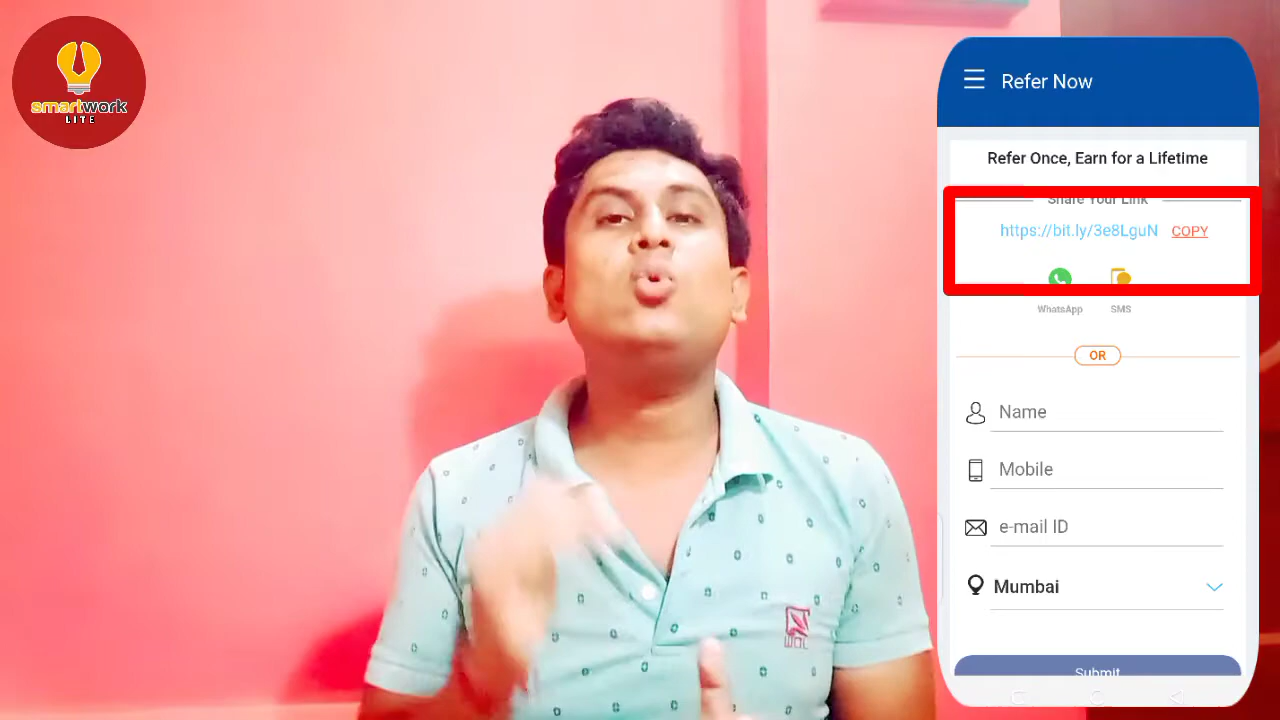 smartwork
LITE
Refer Now
Refer Once, Earn for a Lifetime
Share Your Link
https://bit.ly/3e8LguN COPY
WhatsApp SMS
OR
Name
Mobile
e-mail ID
Mumbai
Submit